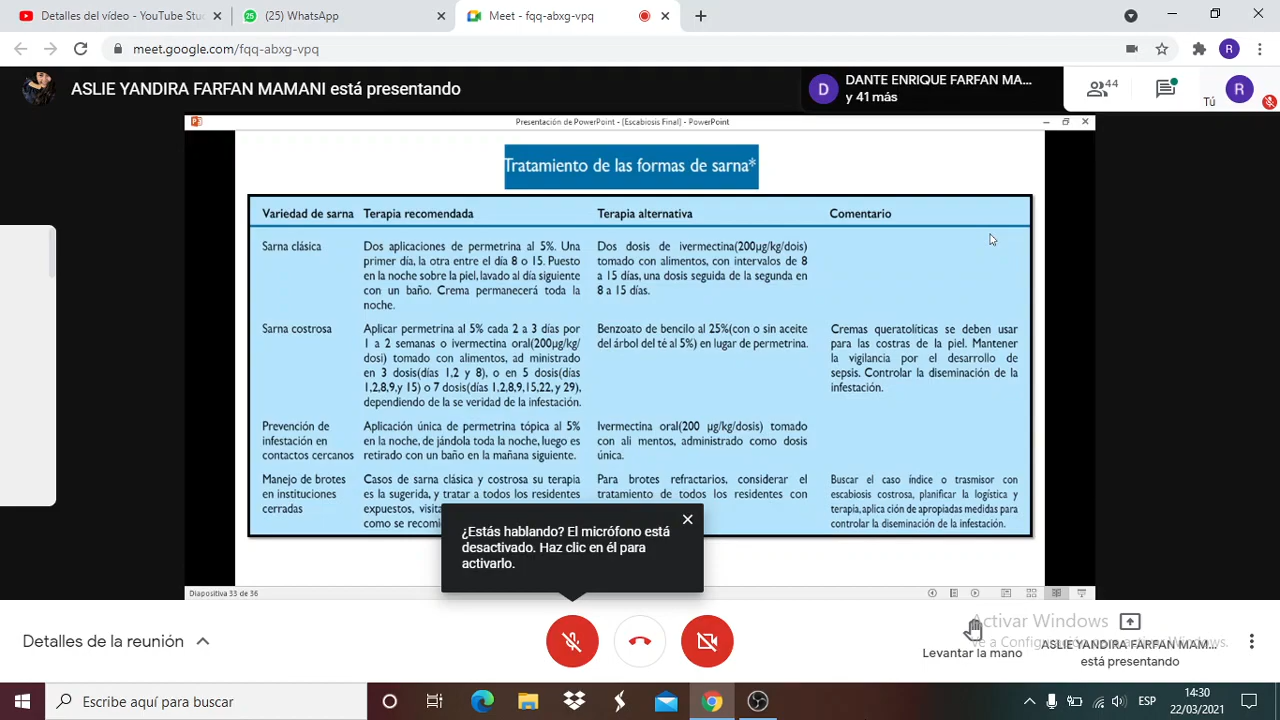 Detalles del vídeo - YouTube Stu
(25) WhatsApp
Meet - fqq-abxg-vpq
meet.google.com/fqq-abxg-vpq
R
ASLIE YANDIRA FARFAN MAMANI está presentando
D
DANTE ENRIQUE FARFAN MA...
y 41 más
44
Tú
R
Presentación de PowerPoint - (Escabiosis Final) - PowerPoint
Tratamiento de las formas de sarna*
Variedad de sarna
Terapia recomendada
Terapia alternativa
Comentario
Sarna clásica
Dos aplicaciones de permetrina al 5%. Una
primer día, la otra entre el día 8 o 15. Puesto
en la noche sobre la piel, lavado al día siguiente
con un baño. Crema permanecerá toda la
noche.
Dos dosis de ivermectina(200µg/kg/dois)
tomado con alimentos, con intervalos de 8
a 15 días, una dosis seguida de la segunda en
8 a 15 días.
Sarna costrosa
Aplicar permetrina al 5% cada 2 a 3 días por
1 a 2 semanas o ivermectina oral(200µg/kg/
dosi) tomado con alimentos, ad ministrado
en 3 dosis(días 1,2 y 8), o en 5 dosis(días
1,2,8,9,y 15) o 7 dosis(días 1,2,8,9,15,22, y 29),
dependiendo de la se veridad de la infestación.
Benzoato de bencilo al 25%(con o sin aceite
del árbol del té al 5%) en lugar de permetrina.
Cremas queratolíticas se deben usar
para las costras de la piel. Mantener
la vigilancia por el desarrollo de
sepsis. Controlar la diseminación de la
infestación.
Prevención de
infestación en
contactos cercanos
Aplicación única de permetrina tópica al 5%
en la noche, de jándola toda la noche, luego es
retirado con un baño en la mañana siguiente.
Ivermectina oral(200 µg/kg/dosis) tomado
con ali mentos, administrado como dosis
única.
Manejo de brotes
en instituciones
cerradas
Casos de sarna clásica y costrosa su terapia
es la sugerida, y tratar a todos los residentes
expuestos, visita
como se recomi
Para brotes refractarios, considerar el
tratamiento de todos los residentes con
Buscar el caso índice o trasmisor con
escabiosis costrosa, planificar la logística y
terapia,aplica ción de apropiadas medidas para
controlar la diseminación de la infestación.
¿Estás hablando? El micrófono está
desactivado. Haz clic en él para
activarlo.
Diapositiva 33 de 36
Detalles de la reunión
Activar Windows
Ve a Configuración para activar Windows.
Levantar la mano
ASLIE YANDIRA FARFAN MAM...
está presentando
Escribe aquí para buscar
ESP
14:30
22/03/2021